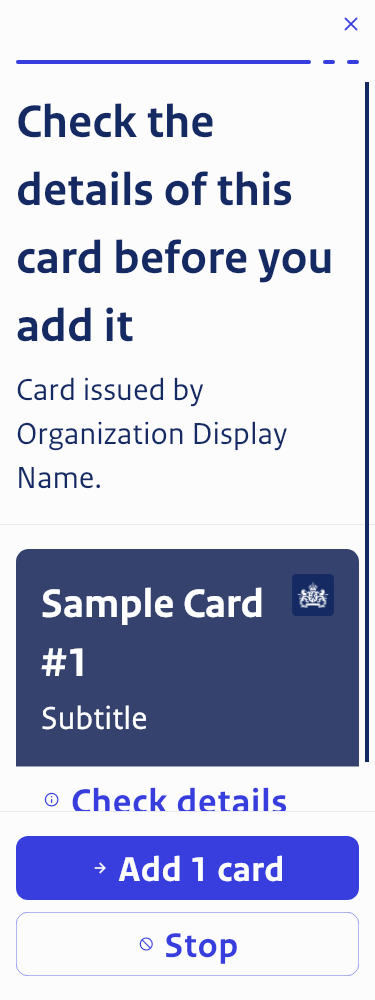 Check the
details of this
card before you
add it
Card issued by
Organization Display
Name.
Sample Card
#1
Subtitle
Check details
Add 1 card
Stop